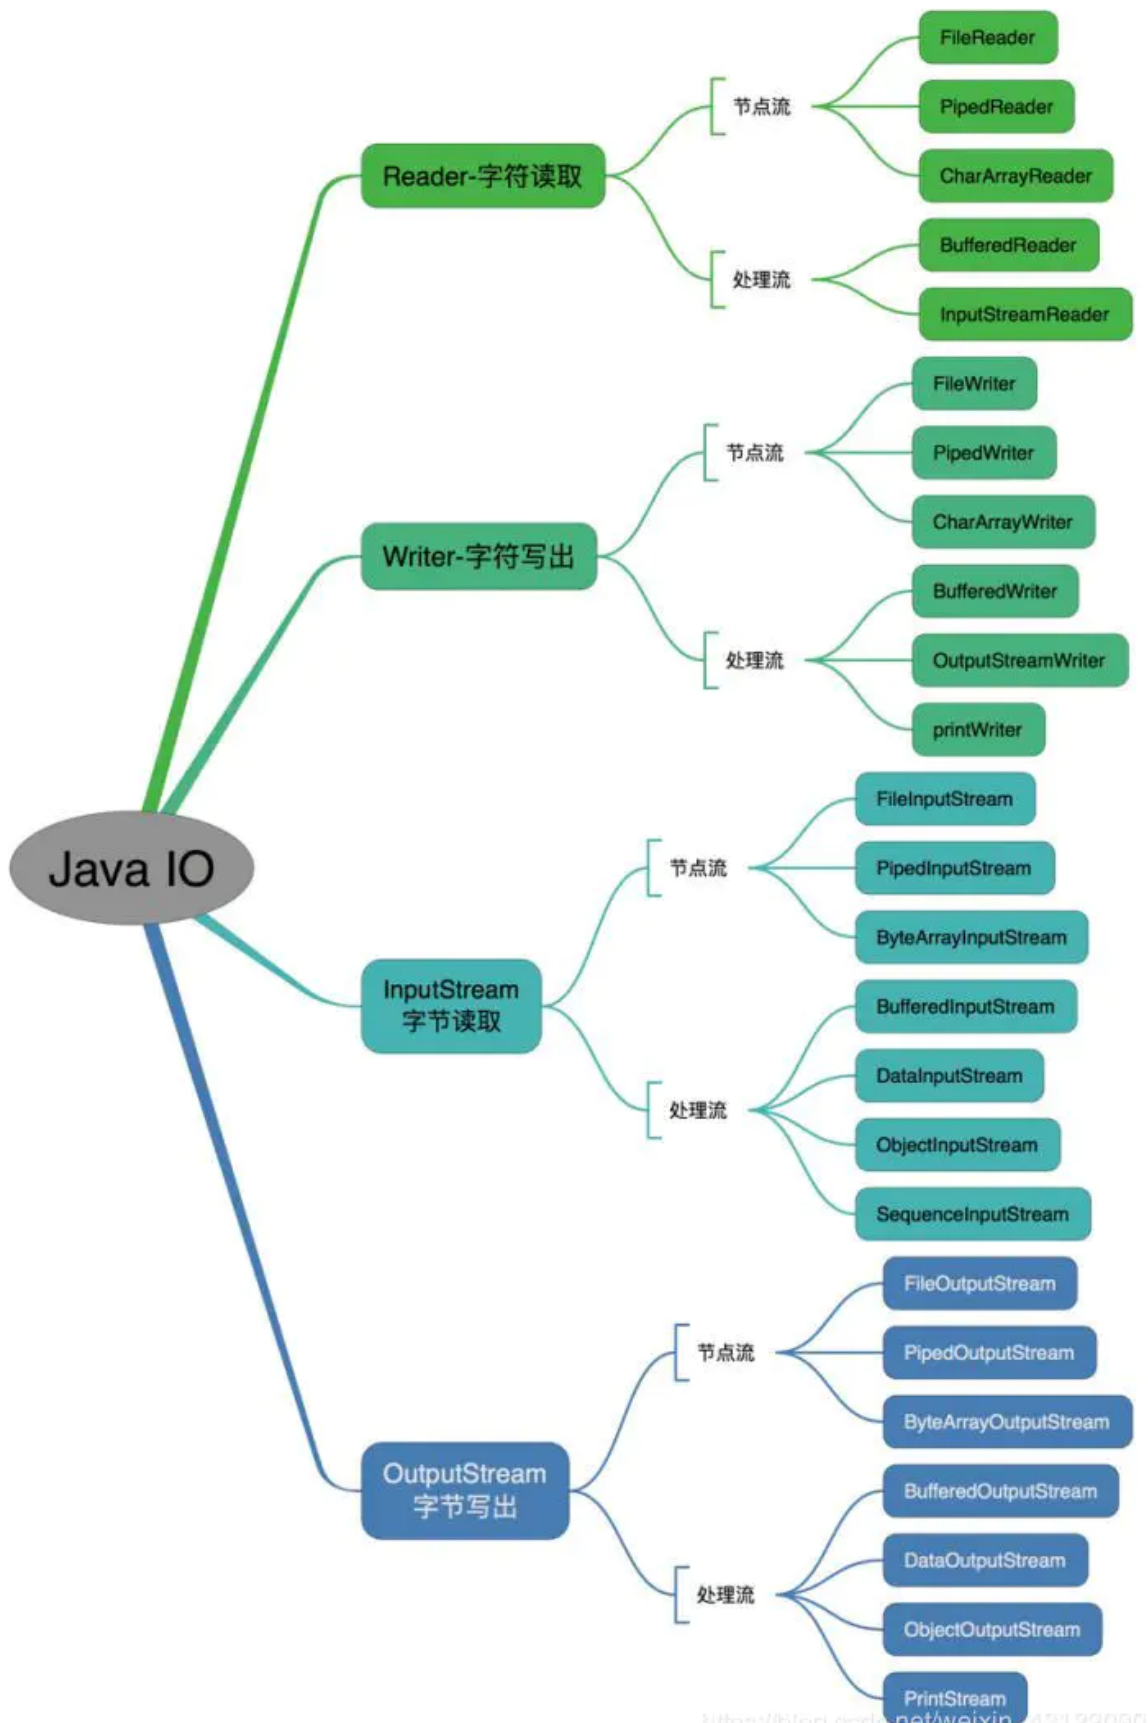 Java IO
Reader-字符读取
节点流
FileReader
PipedReader
CharArrayReader
处理流
BufferedReader
InputStreamReader
Writer-字符写出
节点流
FileWriter
PipedWriter
CharArrayWriter
处理流
BufferedWriter
OutputStreamWriter
printWriter
InputStream
字节读取
节点流
FileInputStream
PipedInputStream
ByteArrayInputStream
处理流
BufferedInputStream
DataInputStream
ObjectInputStream
SequenceInputStream
OutputStream
字节写出
节点流
FileOutputStream
PipedOutputStream
ByteArrayOutputStream
处理流
BufferedOutputStream
DataOutputStream
ObjectOutputStream
PrintStream